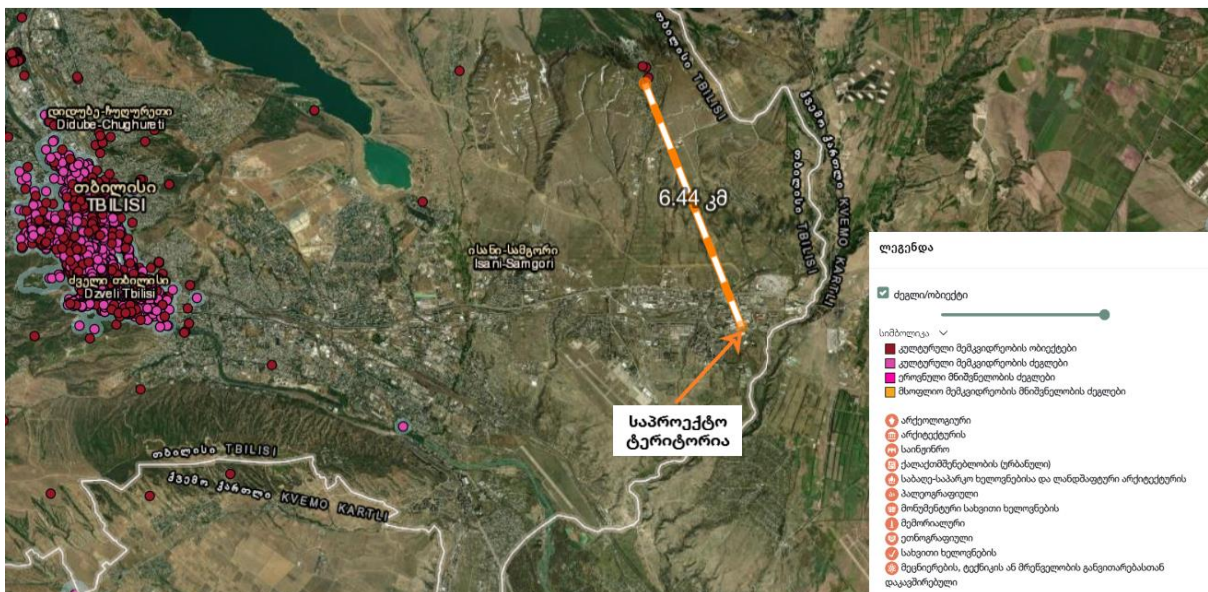 თბილისი TBILISI
ქვემო ქართლი KVEMO KARTLI
დიდუბე-ჩუღურეთი
Didube-Chughureti
თბილისი
TBILISI
6.44 კმ
თბილისი TBILISI
ისანი-სამგორი
Isani-Samgori
ძველი თბილისი
Dzveli Tbilisi
საპროექტო
ტერიტორია
თბილისი TBILISI
ქვემო ქართლი KVEMO KARTLI
ლეგენდა
ძეგლი/ობიექტი
სიმბოლიკა
კულტურული მემკვიდრეობის ობიექტები
კულტურული მემკვიდრეობის ძეგლები
ეროვნული მნიშვნელობის ძეგლები
მსოფლიო მემკვიდრეობის მნიშვნელობის ძეგლები
არქეოლოგიური
არქიტექტურის
საინჟინრო
ქალაქთმშენებლობის (ურბანული)
საბაღე-საპარკო ხელოვნებისა და ლანდშაფტური არქიტექტურის
პალეოგრაფიული
მონუმენტური სახვითი ხელოვნების
მემორიალური
ეთნოგრაფიული
სახვითი ხელოვნების
მეცნიერების, ტექნიკის ან მრეწველობის განვითარებასთან
დაკავშირებული